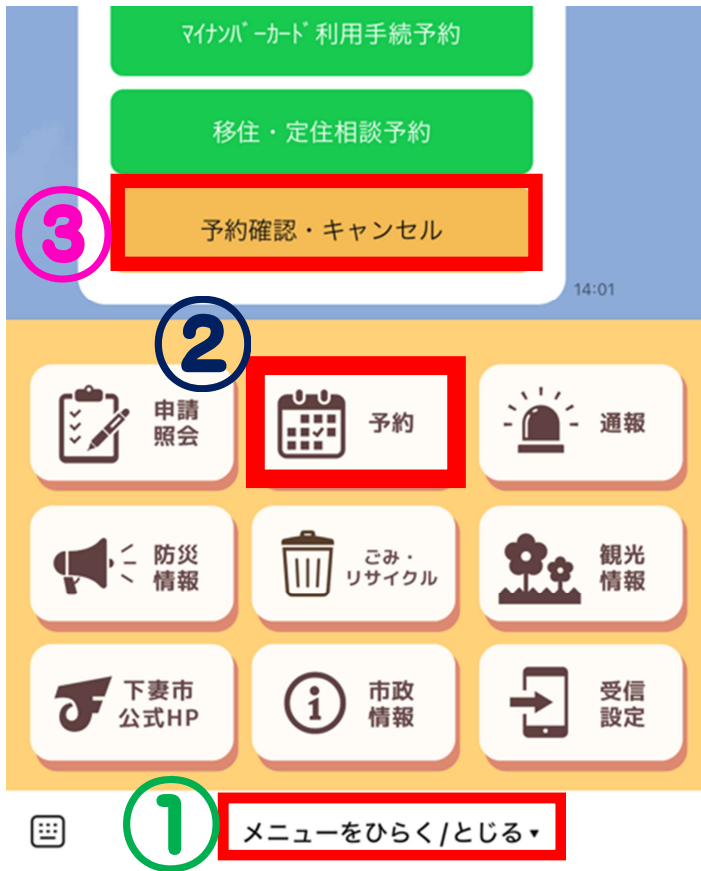 ﾏｲﾅﾝﾊﾞｰｶｰﾄﾞ利用手続予約
移住・定住相談予約
③
予約確認・キャンセル
14:01
②
申請
照会
予約
通報
防災
情報
ごみ・
リサイクル
観光
情報
下妻市
公式HP
市政
情報
受信
設定
①
メニューをひらく/とじる▾